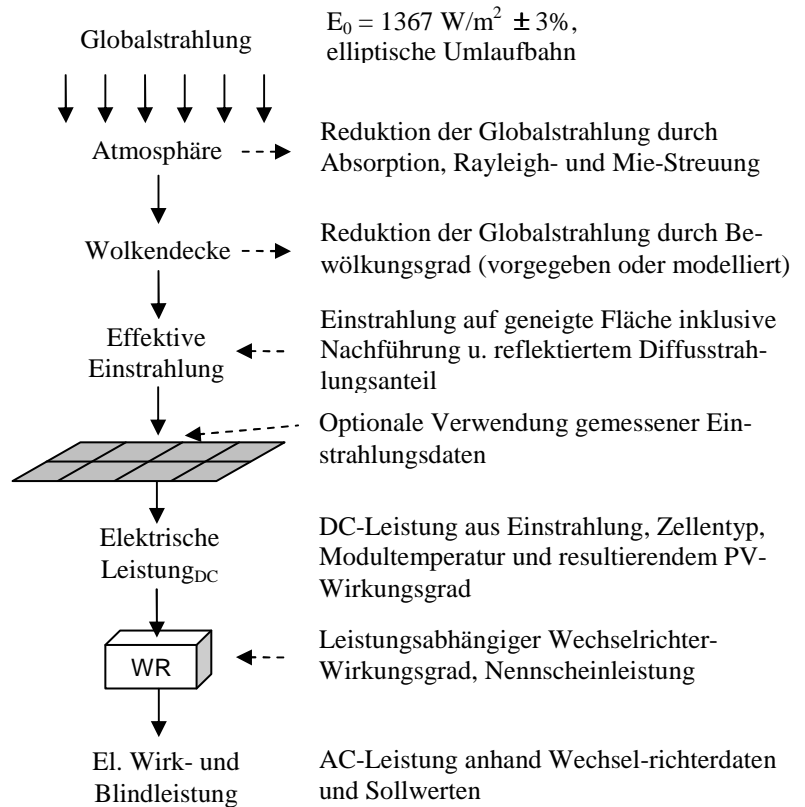 Globalstrahlung
E₀ = 1367 W/m² ± 3%,
elliptische Umlaufbahn
Atmosphäre
Reduktion der Globalstrahlung durch
Absorption, Rayleigh- und Mie-Streuung
Wolkendecke
Reduktion der Globalstrahlung durch Be-
wölkungsgrad (vorgegeben oder modelliert)
Effektive
Einstrahlung
Einstrahlung auf geneigte Fläche inklusive
Nachführung u. reflektiertem Diffusstrah-
lungsanteil
Optionale Verwendung gemessener Ein-
strahlungsdaten
Elektrische
Leistung_DC
DC-Leistung aus Einstrahlung, Zellentyp,
Modultemperatur und resultierendem PV-
Wirkungsgrad
WR
Leistungsabhängiger Wechselrichter-
Wirkungsgrad, Nennscheinleistung
El. Wirk- und
Blindleistung
AC-Leistung anhand Wechsel-richterdaten
und Sollwerten